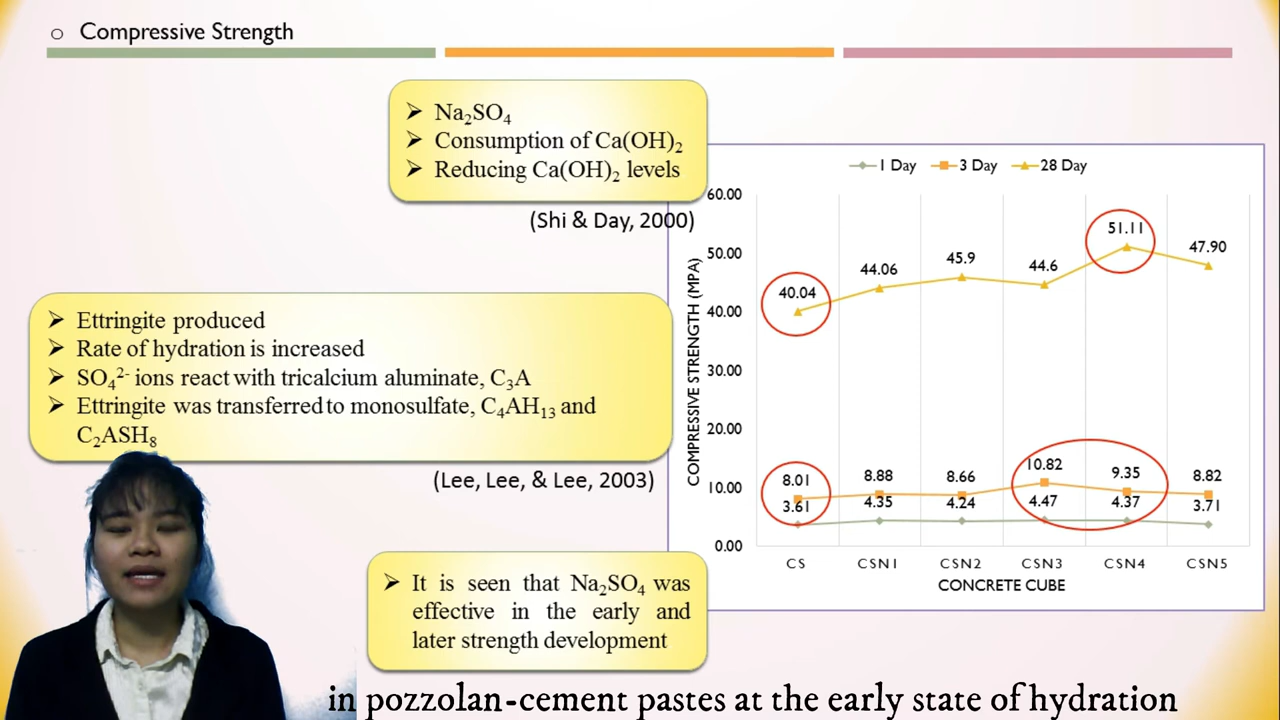 o Compressive Strength
➢ Na₂SO₄
➢ Consumption of Ca(OH)₂
➢ Reducing Ca(OH)₂ levels
(Shi & Day, 2000)
➢ Ettringite produced
➢ Rate of hydration is increased
➢ SO₄²⁻ ions react with tricalcium aluminate, C₃A
➢ Ettringite was transferred to monosulfate, C₄AH₁₃ and
C₂ASH₈
(Lee, Lee, & Lee, 2003)
➢ It is seen that Na₂SO₄ was
effective in the early and
later strength development
1 Day 3 Day 28 Day
COMPRESSIVE STRENGTH (MPA)
60.00
50.00
40.00
30.00
20.00
10.00
0.00
40.04 44.06 45.9 44.6 51.11 47.90
8.01 8.88 8.66 10.82 9.35 8.82
3.61 4.35 4.24 4.47 4.37 3.71
CS CSN1 CSN2 CSN3 CSN4 CSN5
CONCRETE CUBE
in pozzolan-cement pastes at the early state of hydration